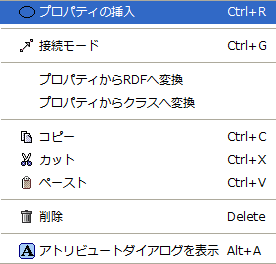 プロパティの挿入 Ctrl+R
接続モード Ctrl+G
プロパティからRDFへ変換
プロパティからクラスへ変換
コピー Ctrl+C
カット Ctrl+X
ペースト Ctrl+V
削除 Delete
A アトリビュートダイアログを表示 Alt+A